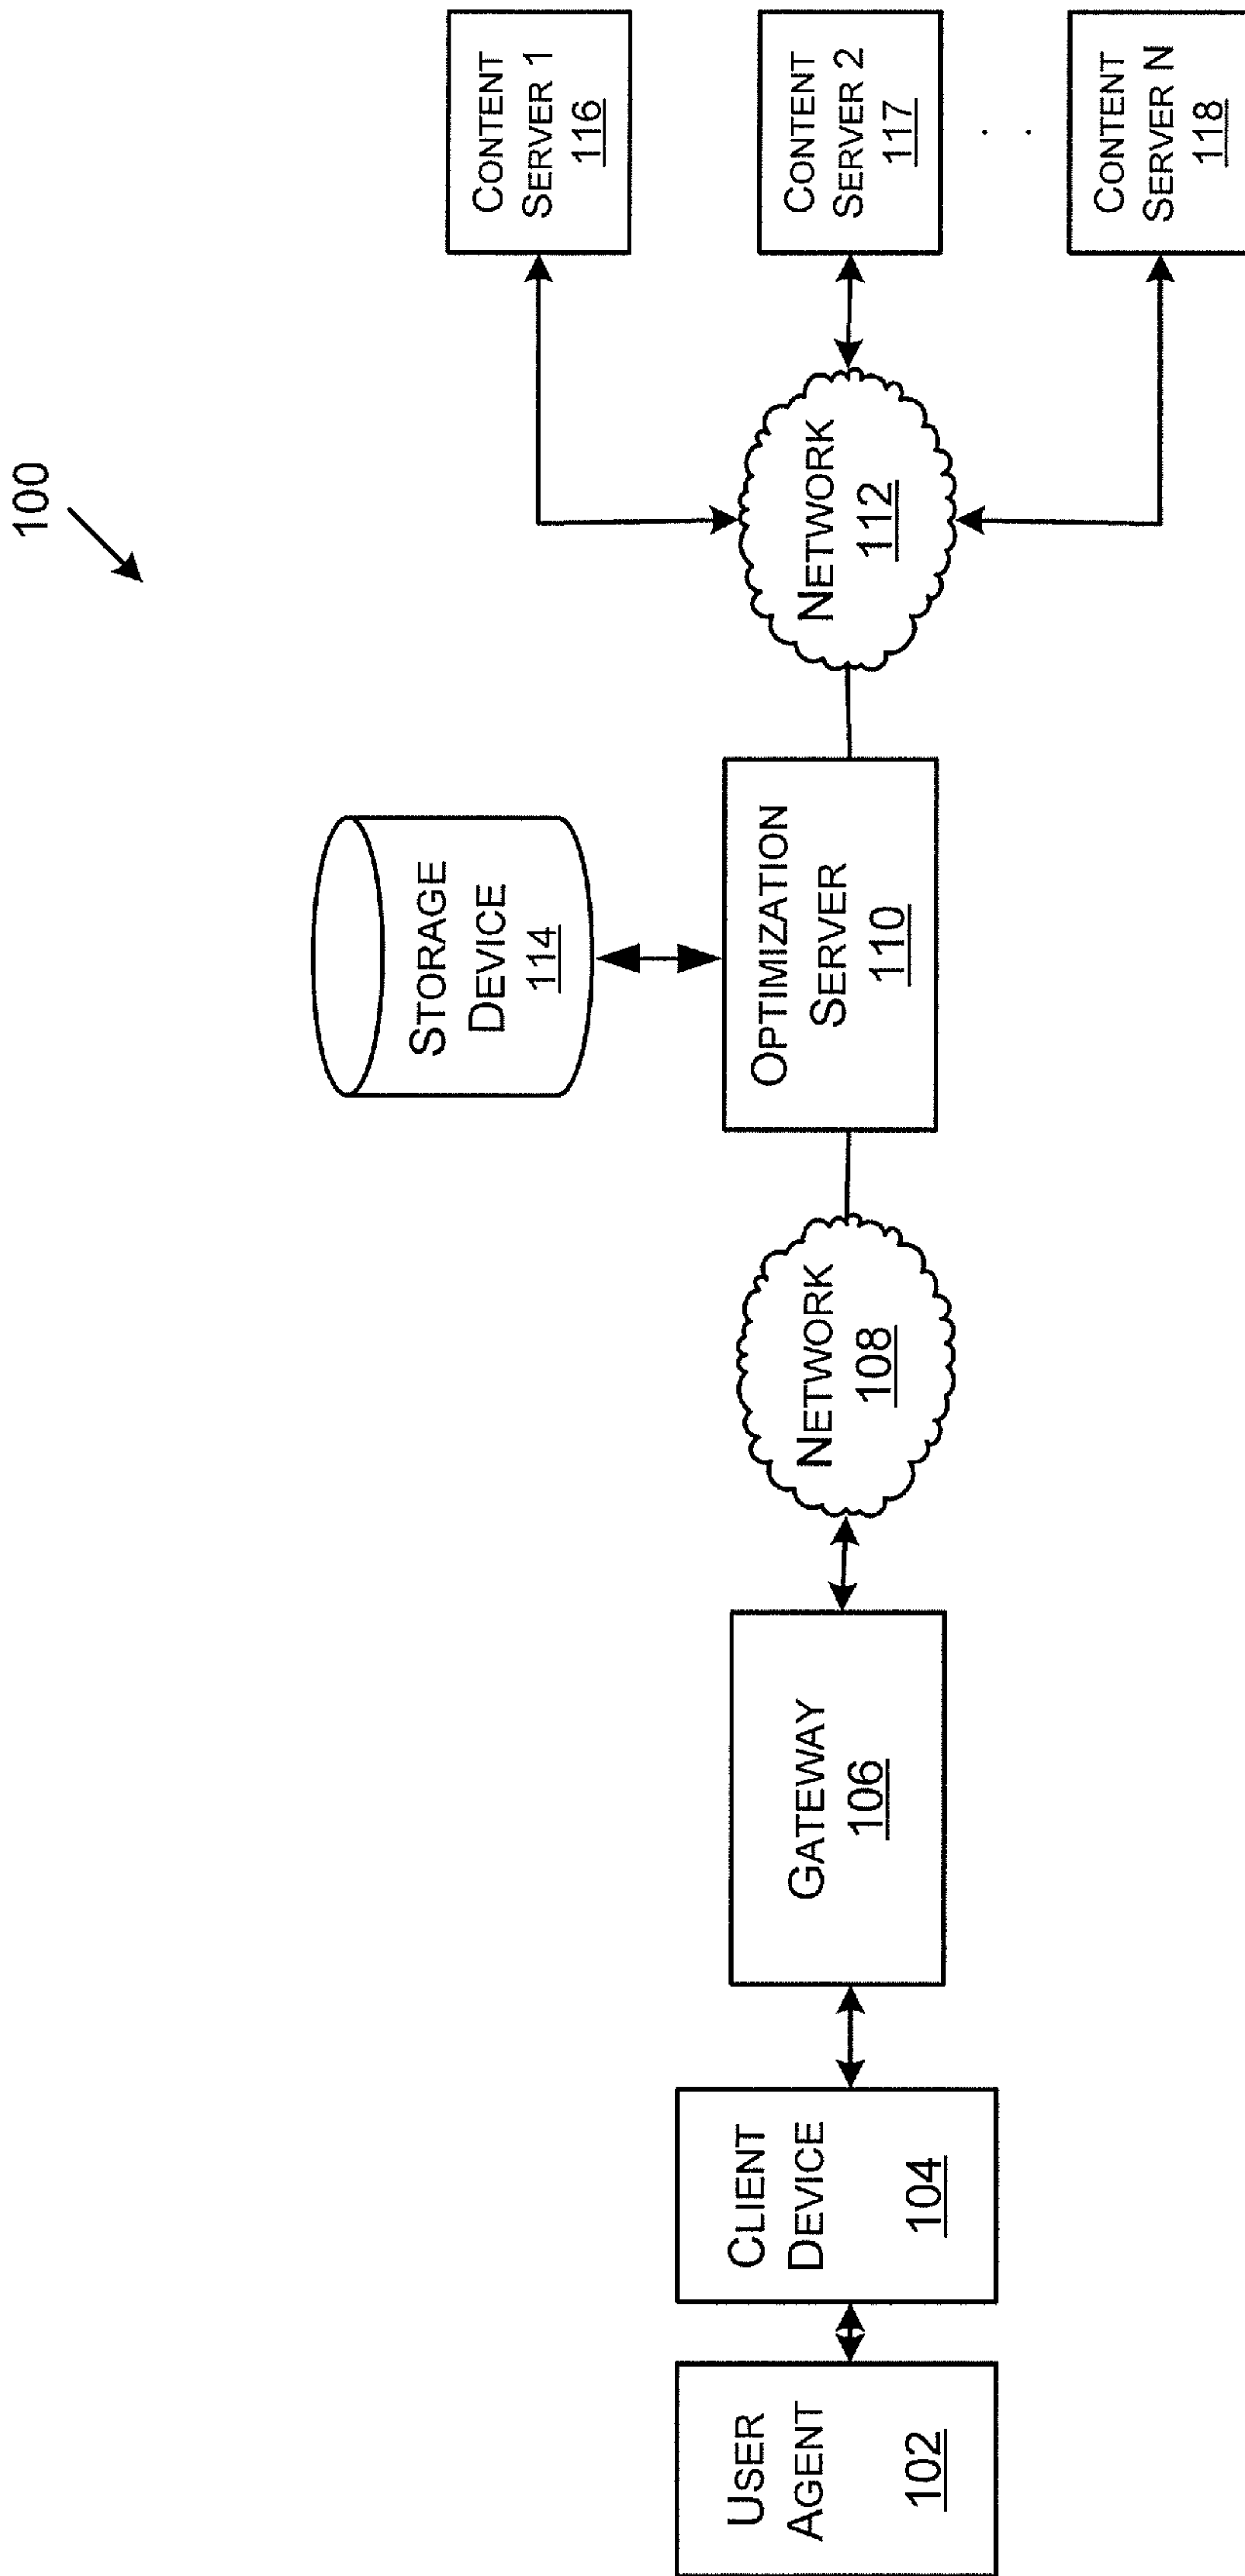 100
USER
AGENT
102
CLIENT
DEVICE
104
GATEWAY
106
NETWORK
108
STORAGE
DEVICE
114
OPTIMIZATION
SERVER
110
NETWORK
112
CONTENT
SERVER 1
116
CONTENT
SERVER 2
117
. .
CONTENT
SERVER N
118